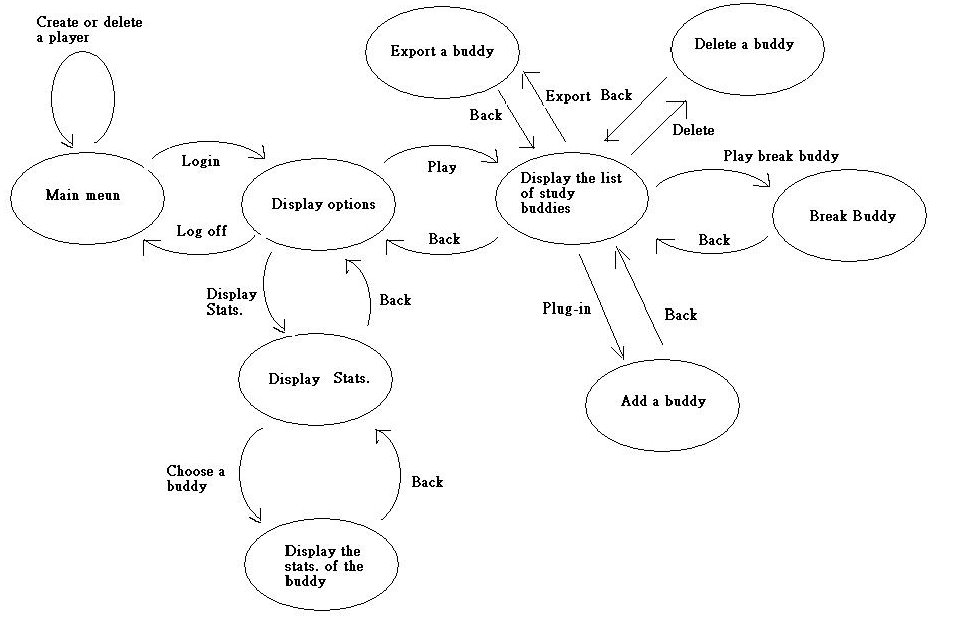 Create or delete
a player
Export a buddy
Delete a buddy
Export
Back
Back
Delete
Login
Play
Play break buddy
Main meun
Display options
Display the list
of study
buddies
Break Buddy
Log off
Back
Back
Display
Stats.
Back
Plug-in
Back
Display Stats.
Add a buddy
Choose a
buddy
Back
Display the
stats. of the
buddy